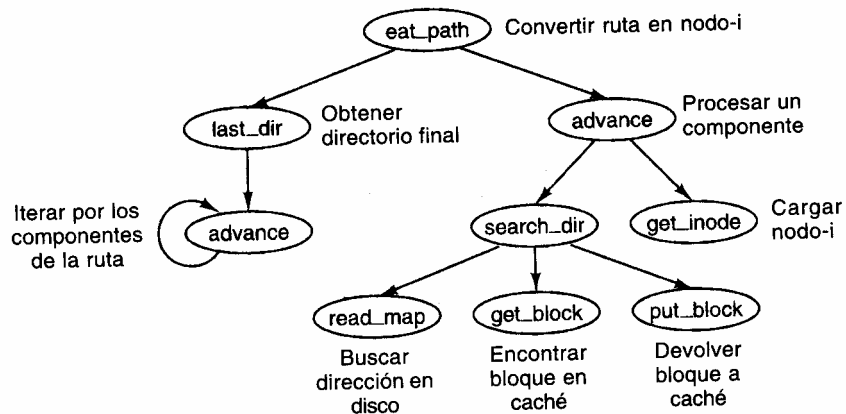 eat_path
Convertir ruta en nodo-i
last_dir
Obtener
directorio final
advance
Procesar un
componente
Iterar por los
componentes
de la ruta
advance
search_dir
get_inode
Cargar
nodo-i
read_map
get_block
put_block
Buscar
dirección en
disco
Encontrar
bloque en
caché
Devolver
bloque a
caché